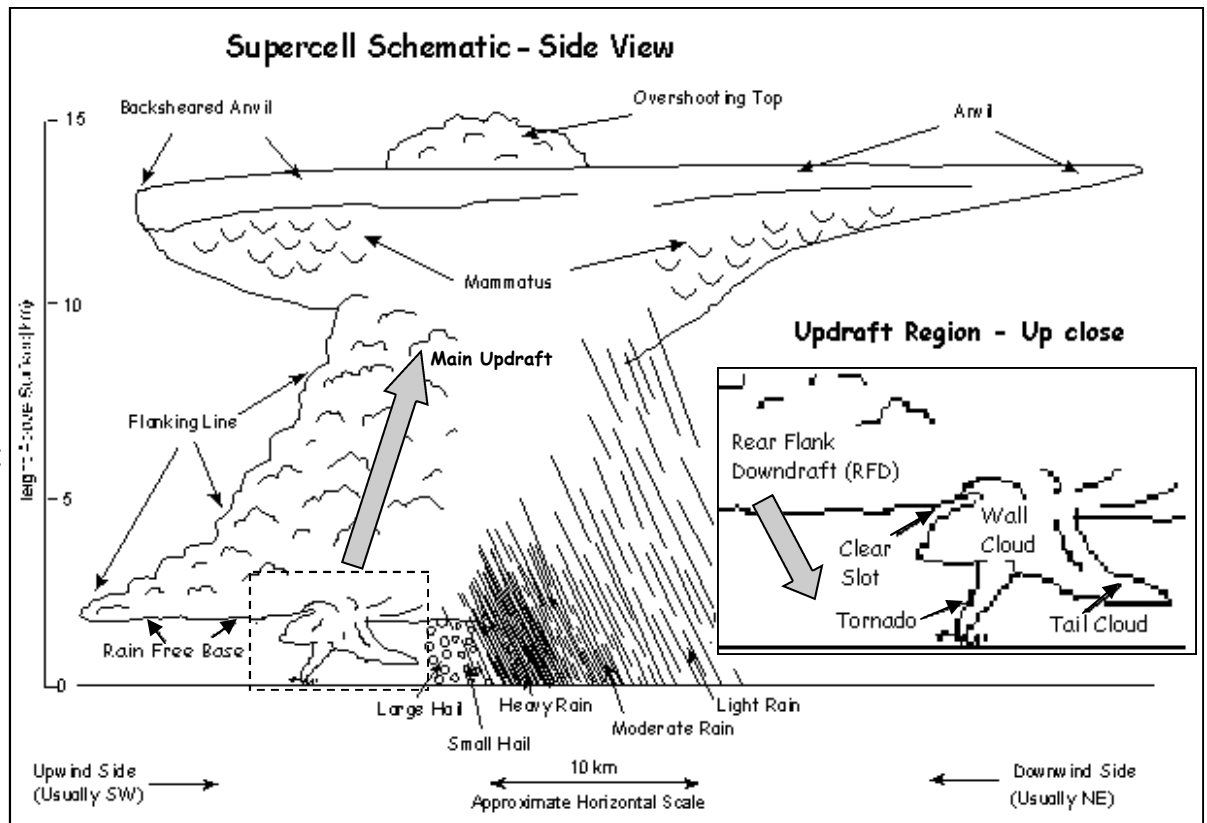 Supercell Schematic - Side View
Backsheared Anvil
Overshooting Top
Anvil
15
Mammatus
10
Main Updraft
Flanking Line
5
Rain Free Base
0
Large Hail
Small Hail
Heavy Rain
Moderate Rain
Light Rain
Upwind Side
(Usually SW)
10 km
Approximate Horizontal Scale
Downwind Side
(Usually NE)
Updraft Region - Up close
Rear Flank
Downdraft (RFD)
Wall
Cloud
Clear
Slot
Tornado
Tail Cloud